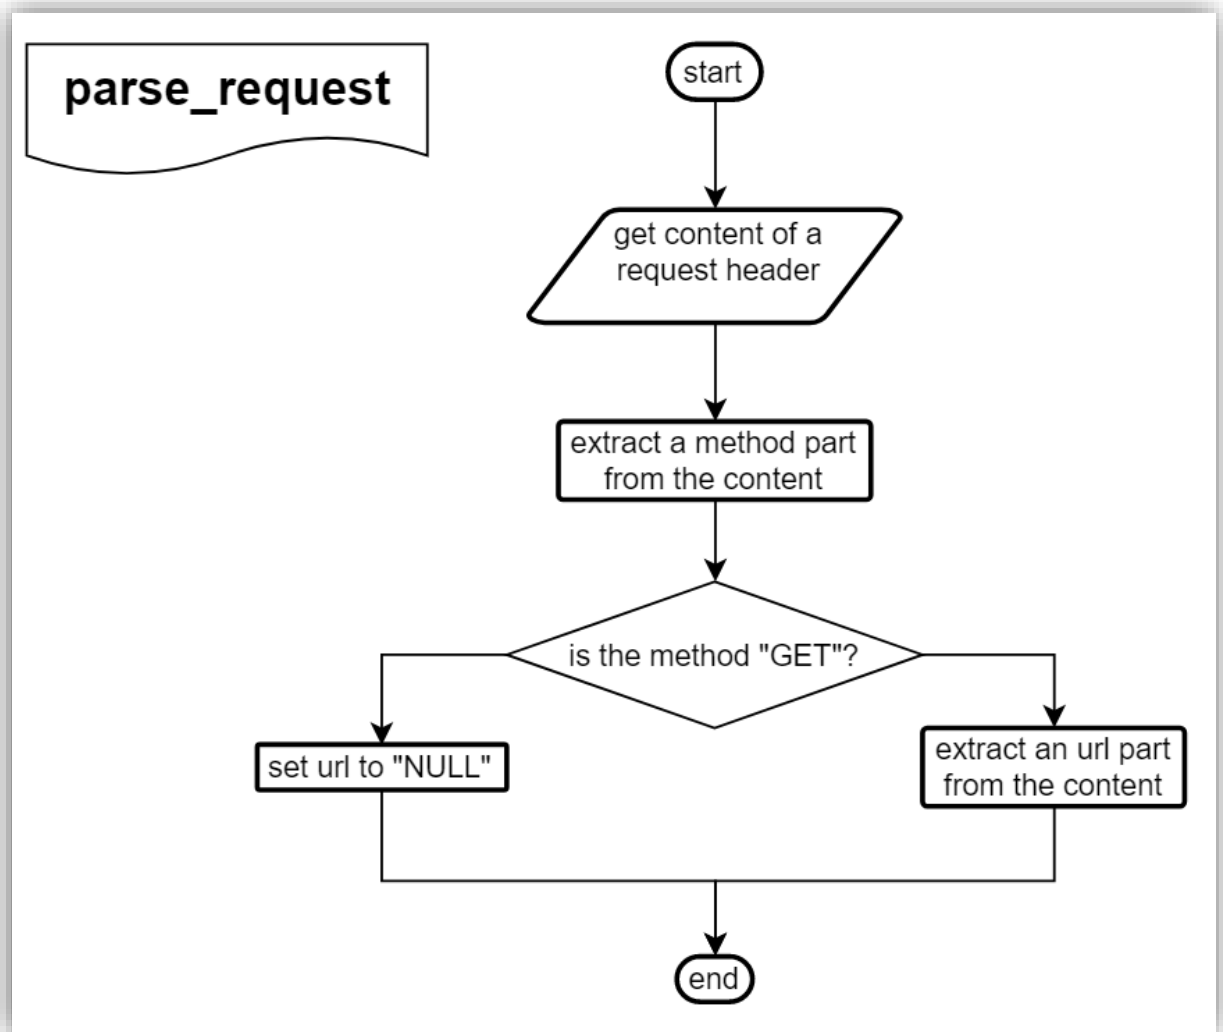 parse_request
start
get content of a
request header
extract a method part
from the content
is the method "GET"?
set url to "NULL"
extract an url part
from the content
end